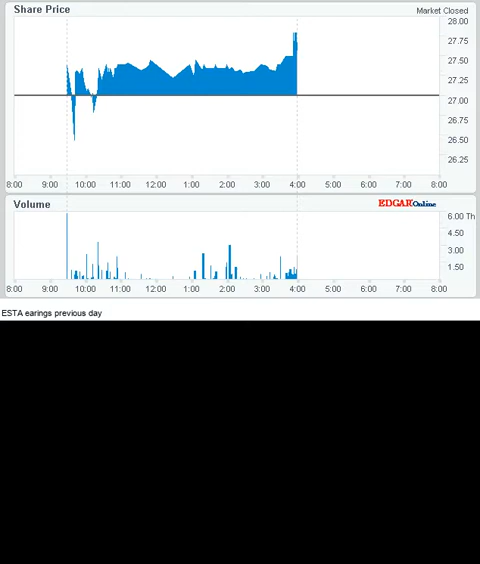 Share Price
Market Closed
28.00
27.75
27.50
27.25
27.00
26.75
26.50
26.25
8:00 9:00 10:00 11:00 12:00 1:00 2:00 3:00 4:00 5:00 6:00 7:00 8:00
Volume
EDGAROnline
6.00 Th
4.50
3.00
1.50
8:00 9:00 10:00 11:00 12:00 1:00 2:00 3:00 4:00 5:00 6:00 7:00 8:00
ESTA earings previous day